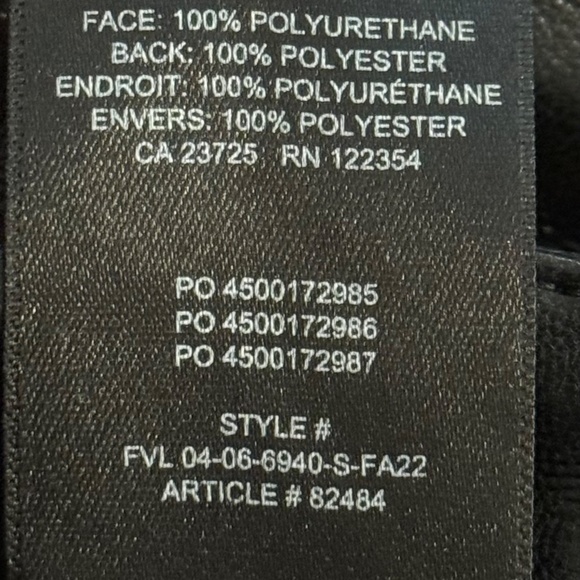 FACE: 100% POLYURETHANE
BACK: 100% POLYESTER
ENDROIT: 100% POLYURÉTHANE
ENVERS: 100% POLYESTER
CA 23725 RN 122354
PO 4500172985
PO 4500172986
PO 4500172987
STYLE #
FVL 04-06-6940-S-FA22
ARTICLE # 82484